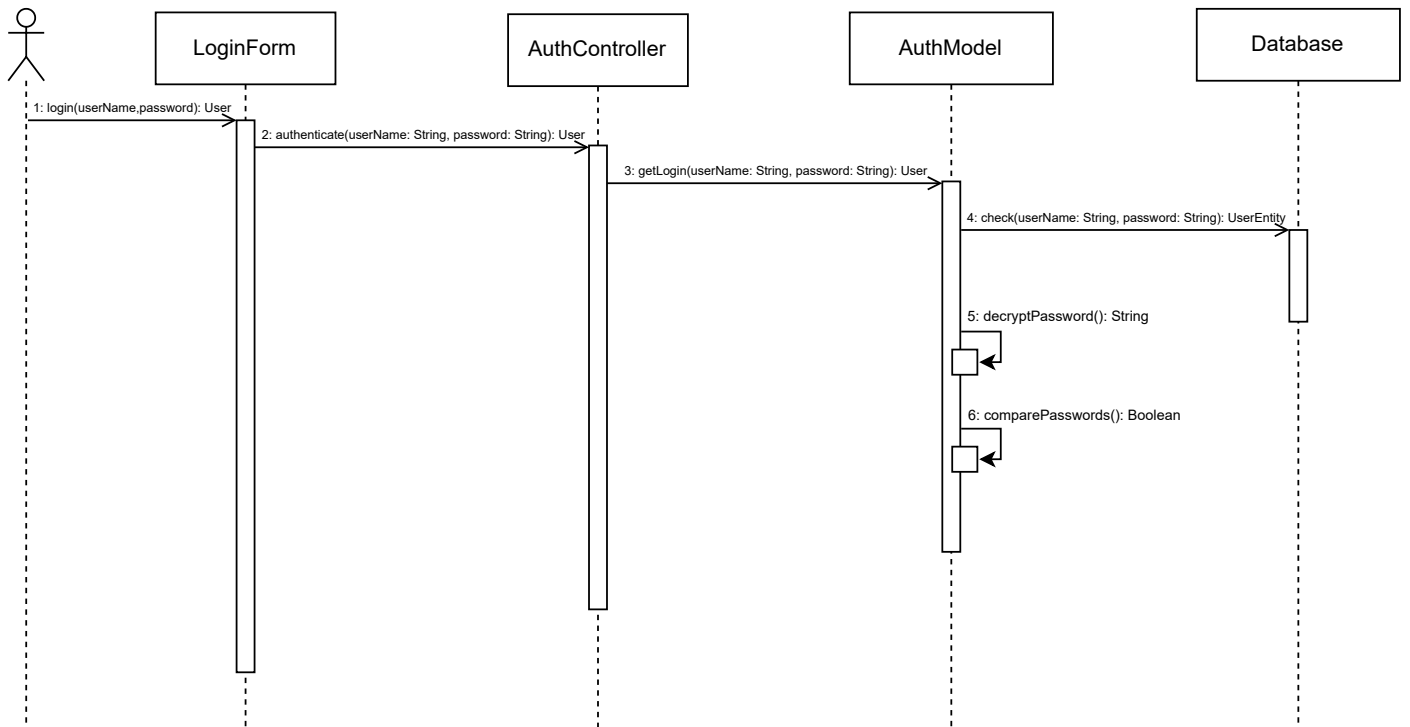 LoginForm
AuthController
AuthModel
Database
1: login(userName,password): User
2: authenticate(userName: String, password: String): User
3: getLogin(userName: String, password: String): User
4: check(userName: String, password: String): UserEntity
5: decryptPassword(): String
6: comparePasswords(): Boolean